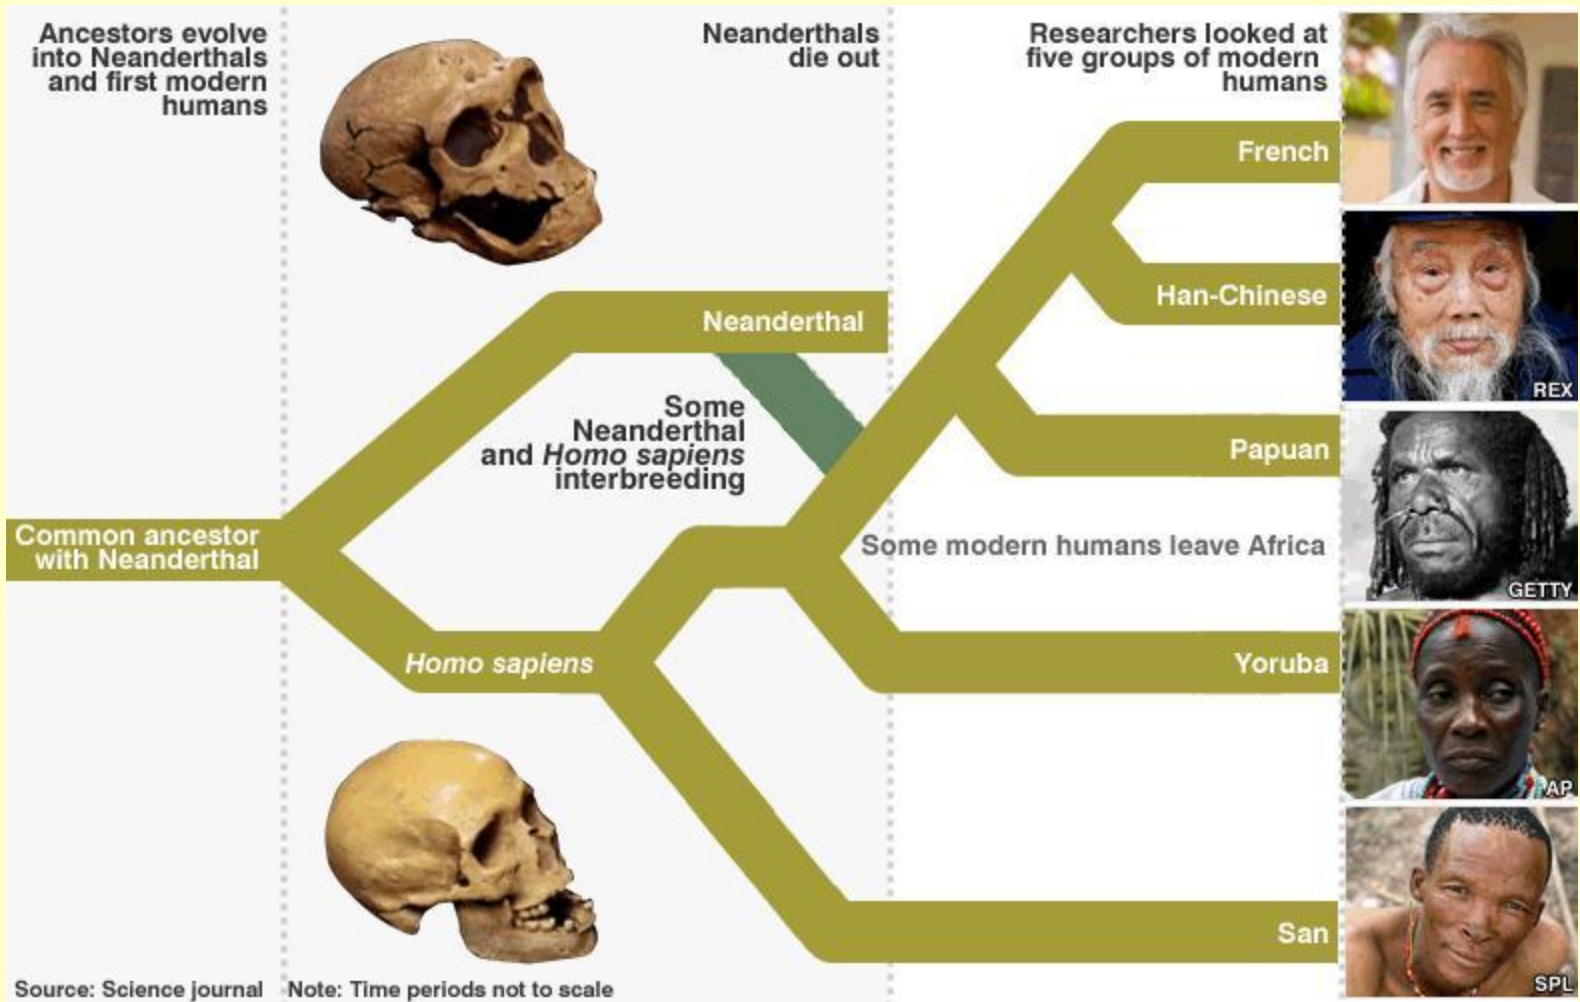 Ancestors evolve
into Neanderthals
and first modern
humans
Neanderthals
die out
Researchers looked at
five groups of modern
humans
French
Han-Chinese
REX
Neanderthal
Some
Neanderthal
and Homo sapiens
interbreeding
Papuan
Common ancestor
with Neanderthal
Some modern humans leave Africa
GETTY
Homo sapiens
Yoruba
AP
San
SPL
Source: Science journal
Note: Time periods not to scale